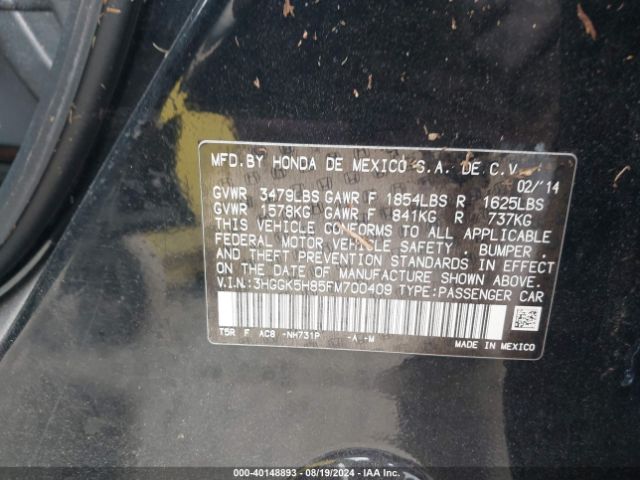 MFD.BY HONDA DE MEXICO S.A. DE C.V.
02/'14
GVWR 3479LBS GAWR F 1854LBS R 1625LBS
GVWR 1578KG GAWR F 841KG R 737KG
THIS VEHICLE CONFORMS TO ALL APPLICABLE
FEDERAL MOTOR VEHICLE SAFETY , BUMPER ,
AND THEFT PREVENTION STANDARDS IN EFFECT
ON THE DATE OF MANUFACTURE SHOWN ABOVE.
V.I.N.:3HGGK5H85FM700409 TYPE:PASSENGER CAR
T5R F AC8 -NH731P -A -M
MADE IN MEXICO
000-40148893 - 08/19/2024 - IAAI.COM